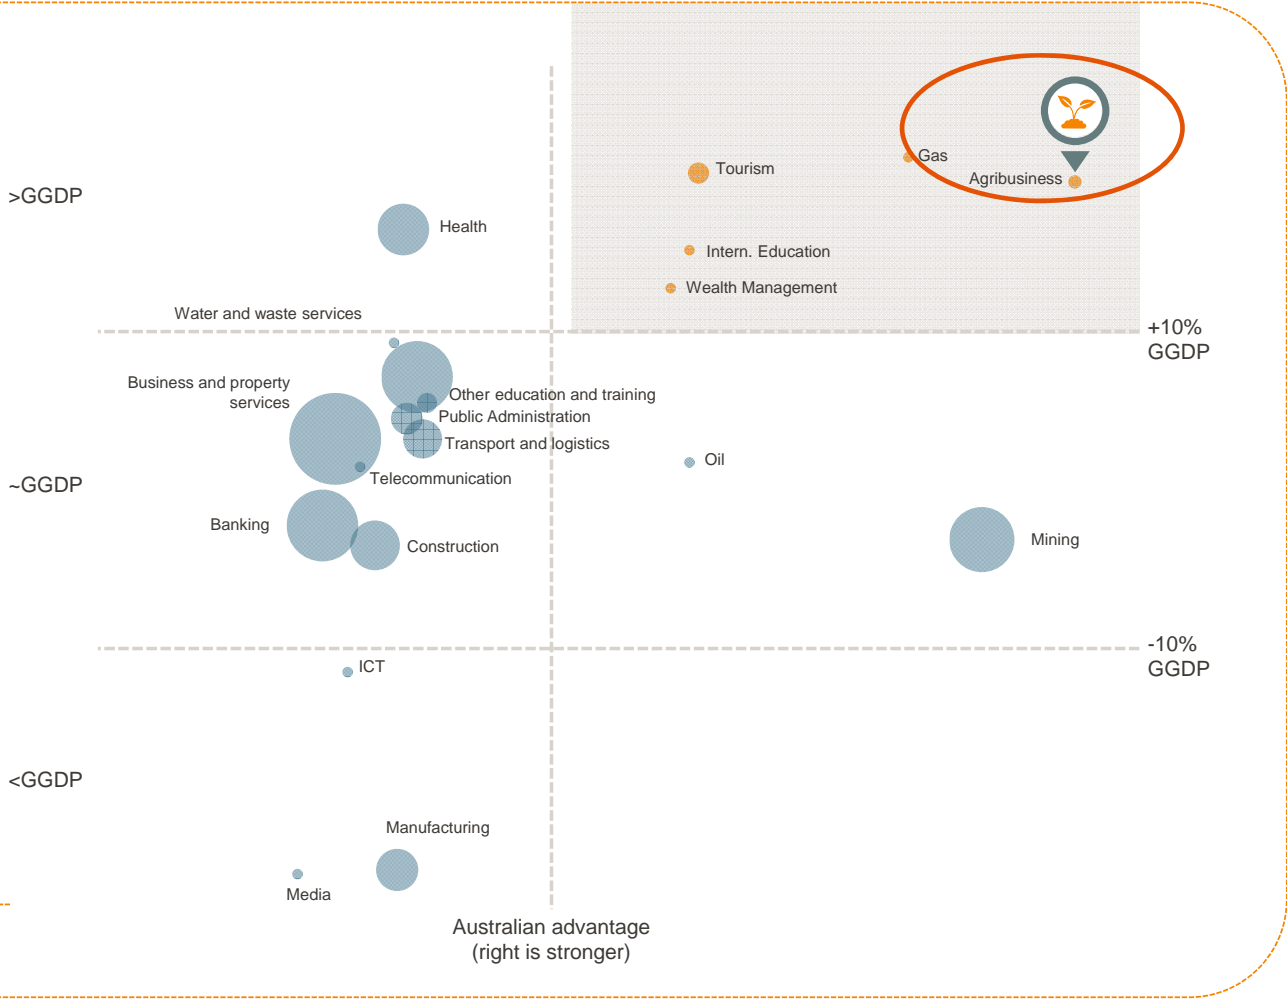 Gas
Tourism
Agribusiness
>GGDP
Health
Intern. Education
Wealth Management
Water and waste services
+10%
GGDP
Business and property
services
Other education and training
Public Administration
Transport and logistics
Oil
Telecommunication
~GGDP
Banking
Construction
Mining
-10%
GGDP
ICT
<GGDP
Manufacturing
Media
Australian advantage
(right is stronger)